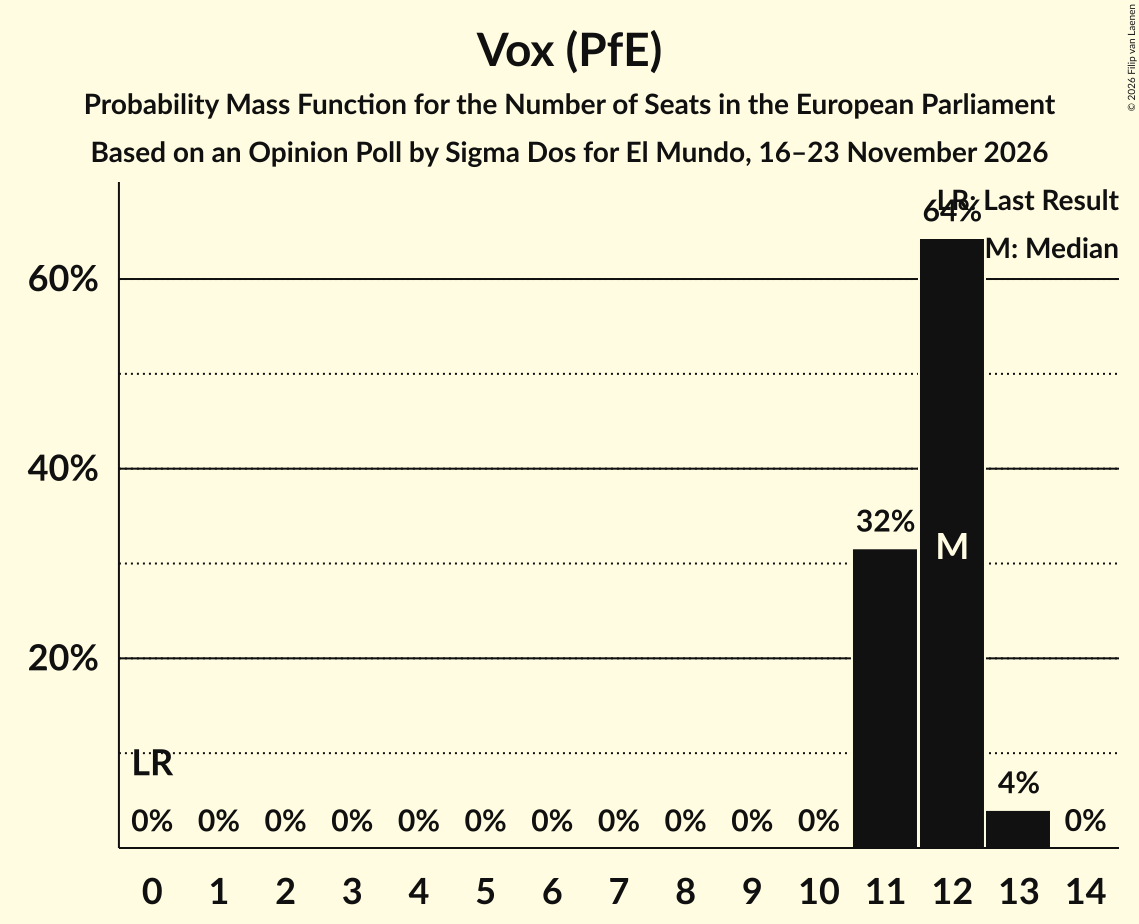 Vox (PfE)
Probability Mass Function for the Number of Seats in the European Parliament
Based on an Opinion Poll by Sigma Dos for El Mundo, 16–23 November 2026
© 2026 Filip van Laenen
LR: Last Result
M: Median
60%
40%
20%
64%
32%
M
LR
4%
0% 0% 0% 0% 0% 0% 0% 0% 0% 0% 0% 0%
0 1 2 3 4 5 6 7 8 9 10 11 12 13 14